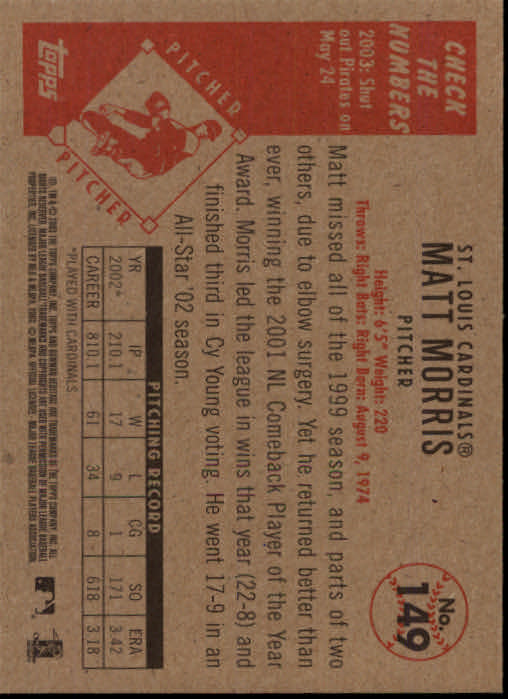 No.
149
ST. LOUIS CARDINALS®
MATT MORRIS
PITCHER
Height: 6'5" Weight: 220
Throws: Right Bats: Right Born: August 9, 1974
CHECK
THE
NUMBERS
2003: Shut
out Pirates on
May 24
PITCHER
PITCHER
topps
Matt missed all of the 1999 season, and parts of two
others, due to elbow surgery. Yet he returned better than
ever, winning the 2001 NL Comeback Player of the Year
Award. Morris led the league in wins that year (22-8) and
finished third in Cy Young voting. He went 17-9 in an
All-Star '02 season.
PITCHING RECORD
YR IP W L CG SO ERA
2002* 210.1 17 9 1 171 3.42
CAREER 810.1 61 34 8 618 3.18
*PLAYED WITH CARDINALS